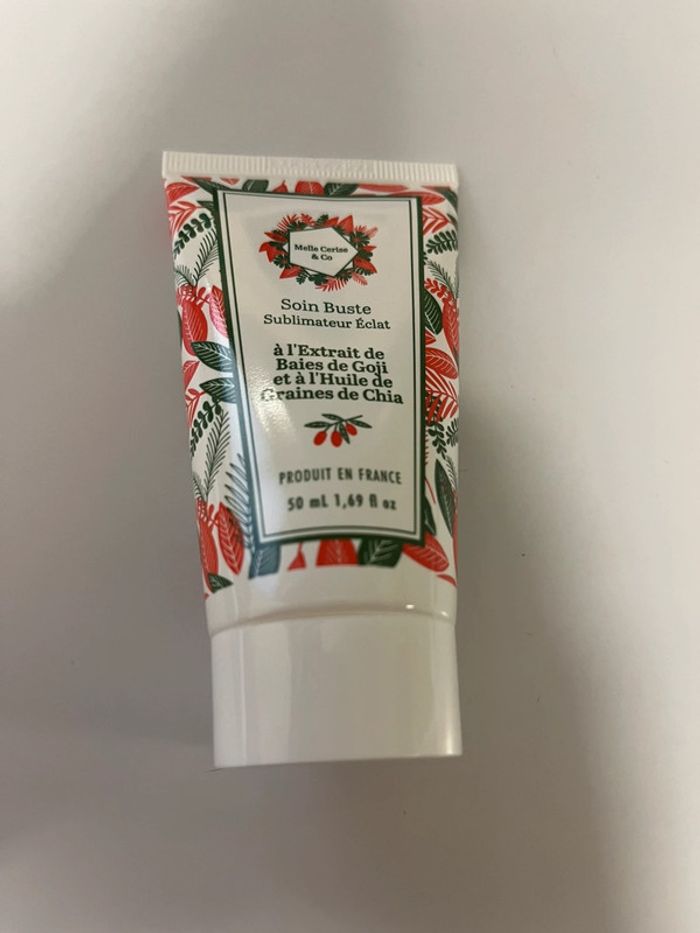 Melle Cerise
& Co
Soin Buste
Sublimateur Éclat
à l'Extrait de
Baies de Goji
et à l'Huile de
Graines de Chia
PRODUIT EN FRANCE
50 mL 1,69 fl oz